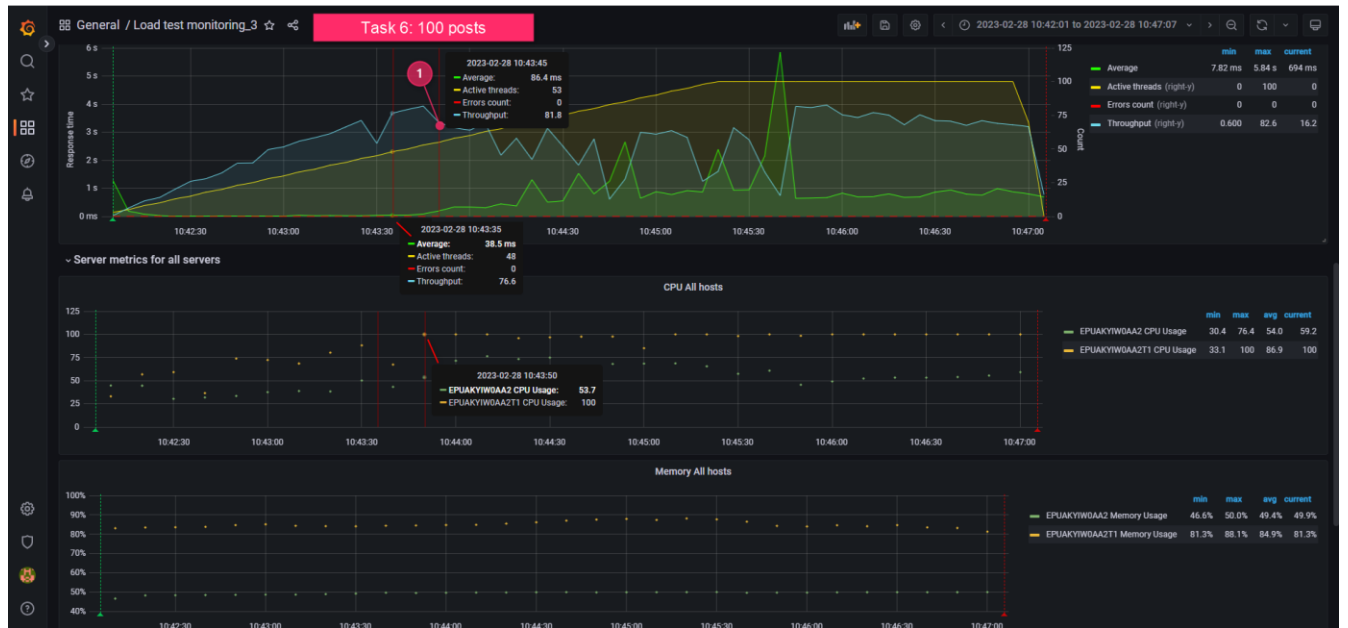 General / Load test monitoring_3
Task 6: 100 posts
2023-02-28 10:42:01 to 2023-02-28 10:47:07
6 s
5 s
4 s
3 s
2 s
1 s
0 ms
Response time
125
100
75
50
25
0
Count
1
2023-02-28 10:43:45
Average: 86.4 ms
Active threads: 53
Errors count: 0
Throughput: 81.8
min max current
Average 7.82 ms 5.84 s 694 ms
Active threads (right-y) 0 100 0
Errors count (right-y) 0 0 0
Throughput (right-y) 0.600 82.6 16.2
10:42:30 10:43:00 10:43:30 10:44:30 10:45:00 10:45:30 10:46:00 10:46:30 10:47:00
2023-02-28 10:43:35
Average: 38.5 ms
Active threads: 48
Errors count: 0
Throughput: 76.6
Server metrics for all servers
CPU All hosts
125
100
75
50
25
0
2023-02-28 10:43:50
EPUAKYIW0AA2 CPU Usage: 53.7
EPUAKYIW0AA2T1 CPU Usage: 100
min max avg current
EPUAKYIW0AA2 CPU Usage 30.4 76.4 54.0 59.2
EPUAKYIW0AA2T1 CPU Usage 33.1 100 86.9 100
10:42:30 10:43:00 10:43:30 10:44:00 10:44:30 10:45:00 10:45:30 10:46:00 10:46:30 10:47:00
Memory All hosts
100%
90%
80%
70%
60%
50%
40%
min max avg current
EPUAKYIW0AA2 Memory Usage 46.6% 50.0% 49.4% 49.9%
EPUAKYIW0AA2T1 Memory Usage 81.3% 88.1% 84.9% 81.3%
10:42:30 10:43:00 10:43:30 10:44:00 10:44:30 10:45:00 10:45:30 10:46:00 10:46:30 10:47:00